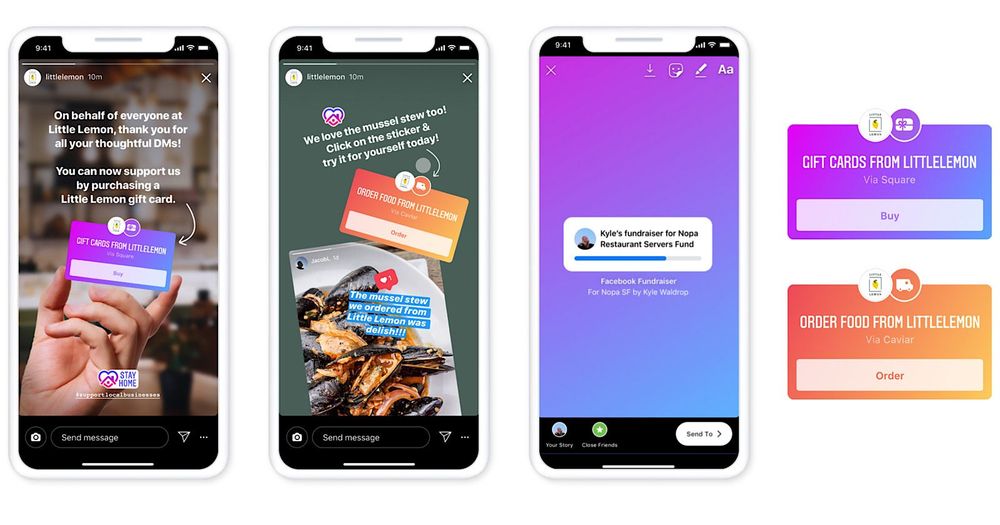 9:41
littlelemon 10m
On behalf of everyone at
Little Lemon, thank you for
all your thoughtful DMs!
You can now support us
by purchasing a
Little Lemon gift card.
GIFT CARDS FROM LITTLELEMON
Via Square
Buy
STAY
HOME
#supportlocalbusinesses
Send message
9:41
littlelemon 10m
We love the mussel stew too!
Click on the sticker &
try it for yourself today!
ORDER FOOD FROM LITTLELEMON
Via Caviar
Order
JacobL 5d
The mussel stew
we ordered from
Little Lemon was
delish!!!
Send message
9:41
Aa
Kyle's fundraiser for Nopa
Restaurant Servers Fund
Facebook Fundraiser
For Nopa SF by Kyle Waldrop
Your Story
Close Friends
Send To
LITTLE
LEMON
GIFT CARDS FROM LITTLELEMON
Via Square
Buy
LITTLE
LEMON
ORDER FOOD FROM LITTLELEMON
Via Caviar
Order